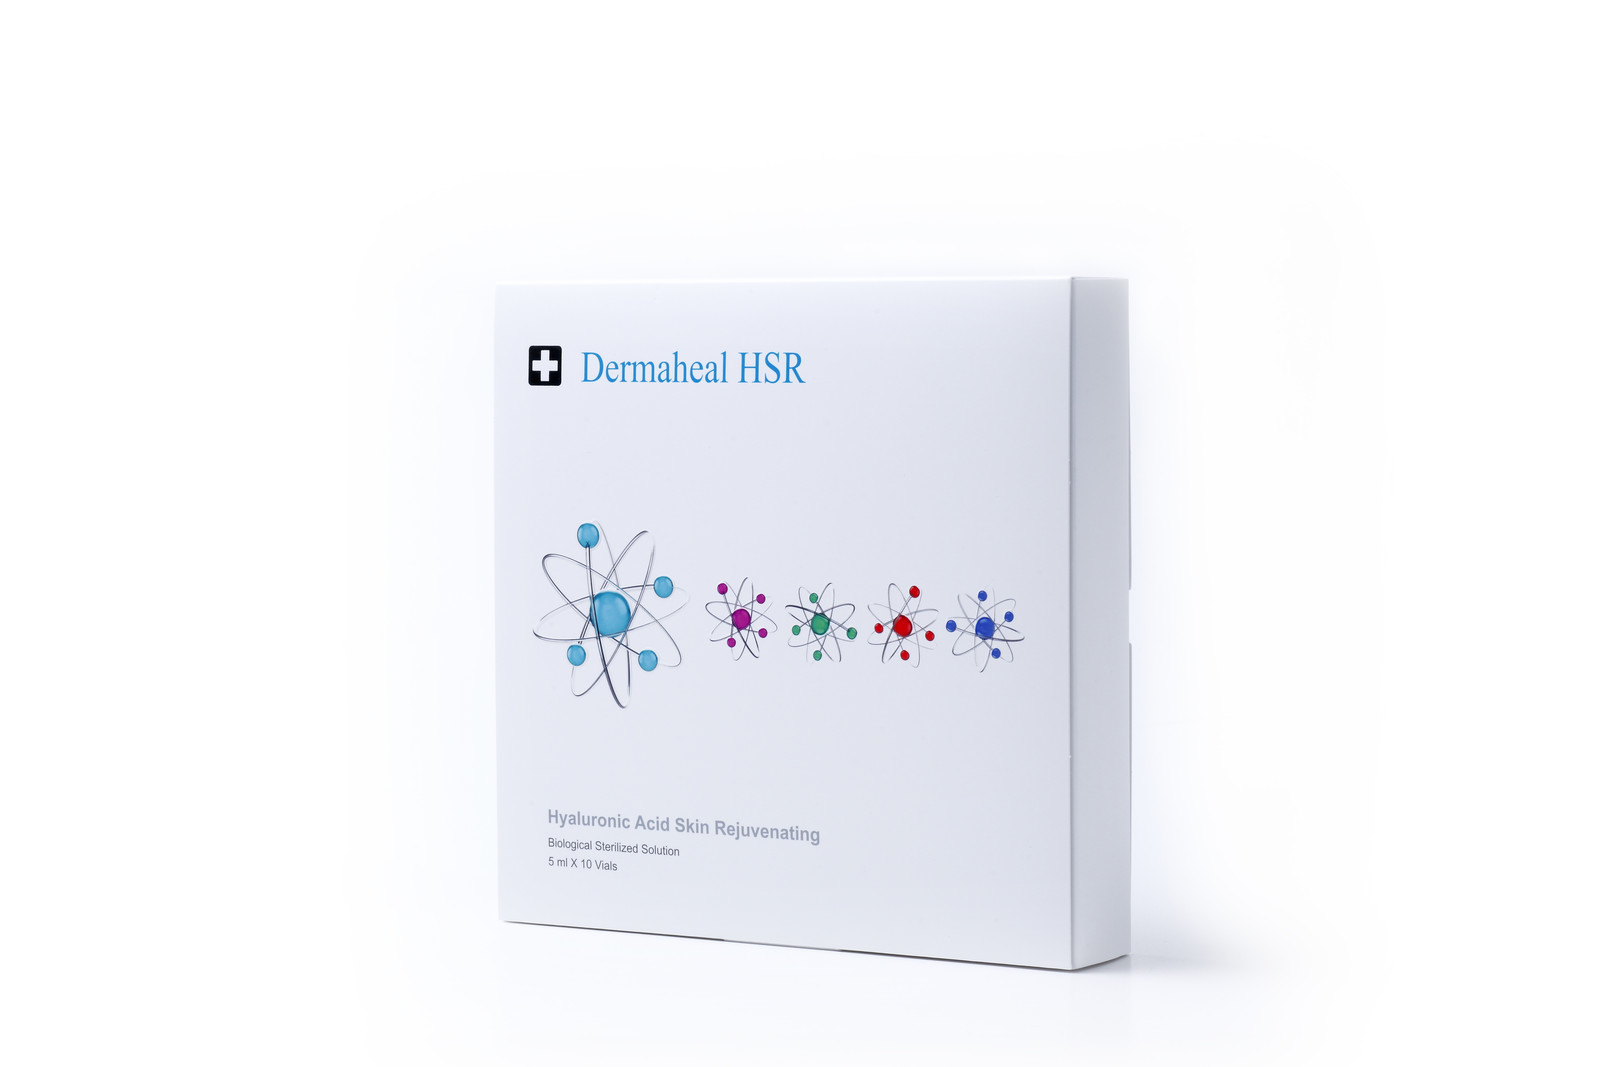 Dermaheal HSR
Hyaluronic Acid Skin Rejuvenating
Biological Sterilized Solution
5 ml X 10 Vials